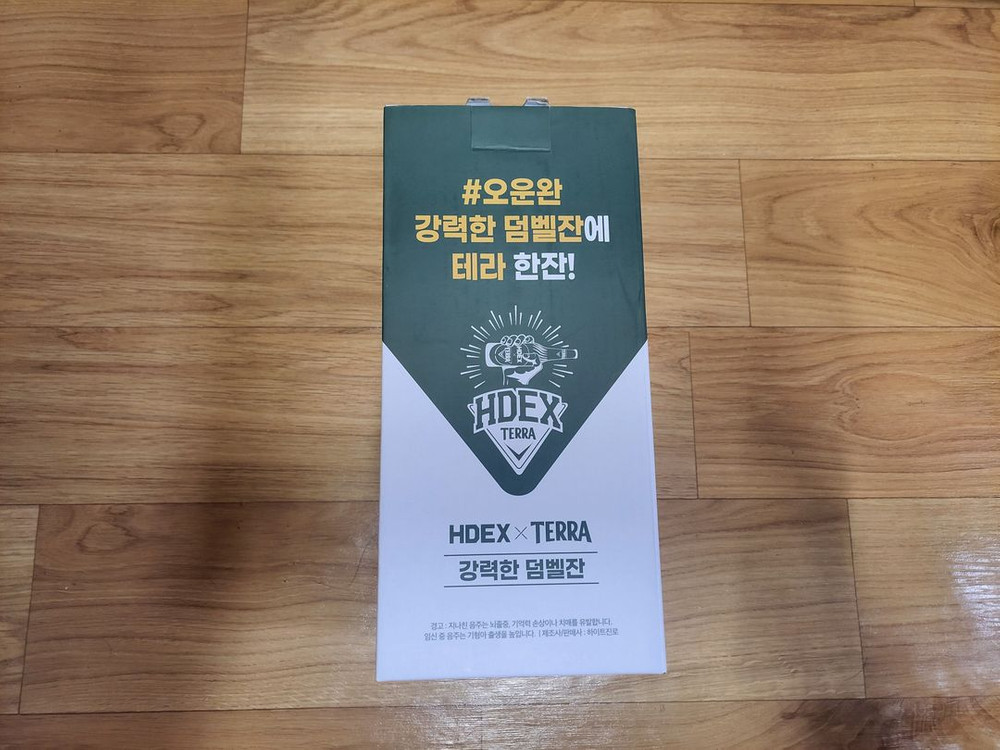 #오운완
강력한 덤벨잔에
테라 한잔!
HDEX
TERRA
HDEX
TERRA
HDEX×TERRA
강력한 덤벨잔
경고 : 지나친 음주는 뇌졸중, 기억력 손상이나 치매를 유발합니다.
임신 중 음주는 기형아 출생을 높입니다. | 제조사/판매사 : 하이트진로